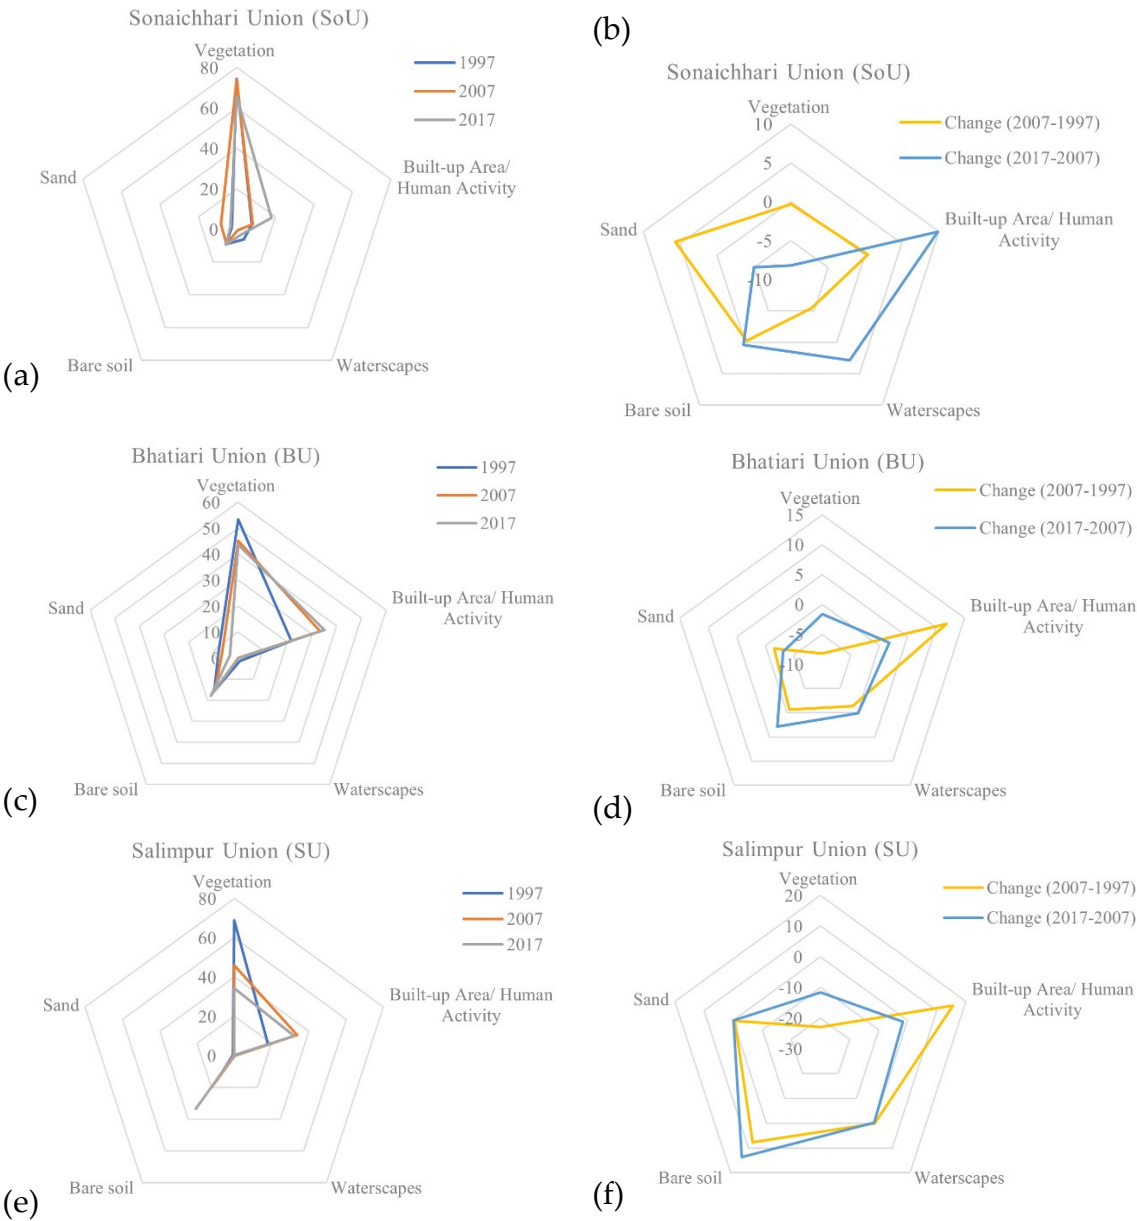 Sonaichhari Union (SoU)
Vegetation
80
60
40
20
0
1997
2007
2017
Built-up Area/
Human Activity
Sand
Bare soil
Waterscapes
(a)
(b)
Sonaichhari Union (SoU)
Vegetation
10
5
0
-5
-10
Change (2007-1997)
Change (2017-2007)
Built-up Area/ Human
Activity
Sand
Bare soil
Waterscapes
Bhatiari Union (BU)
Vegetation
60
50
40
30
20
10
0
1997
2007
2017
Built-up Area/ Human
Activity
Sand
Bare soil
Waterscapes
(c)
Bhatiari Union (BU)
Vegetation
15
10
5
0
-5
-10
Change (2007-1997)
Change (2017-2007)
Built-up Area/ Human
Activity
Sand
Bare soil
Waterscapes
(d)
Salimpur Union (SU)
Vegetation
80
60
40
20
0
1997
2007
2017
Built-up Area/ Human
Activity
Sand
Bare soil
Waterscapes
(e)
Salimpur Union (SU)
Vegetation
20
10
0
-10
-20
-30
Change (2007-1997)
Change (2017-2007)
Built-up Area/ Human
Activity
Sand
Bare soil
Waterscapes
(f)